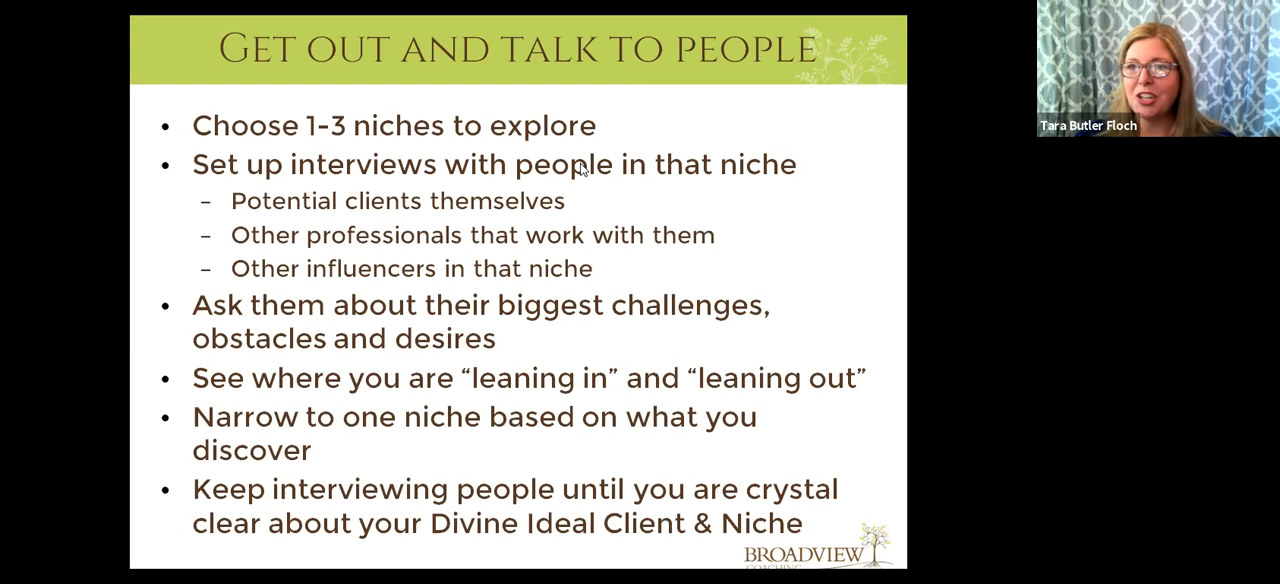 GET OUT AND TALK TO PEOPLE
Tara Butler Floch
• Choose 1-3 niches to explore
• Set up interviews with people in that niche
– Potential clients themselves
– Other professionals that work with them
– Other influencers in that niche
• Ask them about their biggest challenges,
obstacles and desires
• See where you are “leaning in” and “leaning out”
• Narrow to one niche based on what you
discover
• Keep interviewing people until you are crystal
clear about your Divine Ideal Client & Niche
BROADVIEW
COACHING